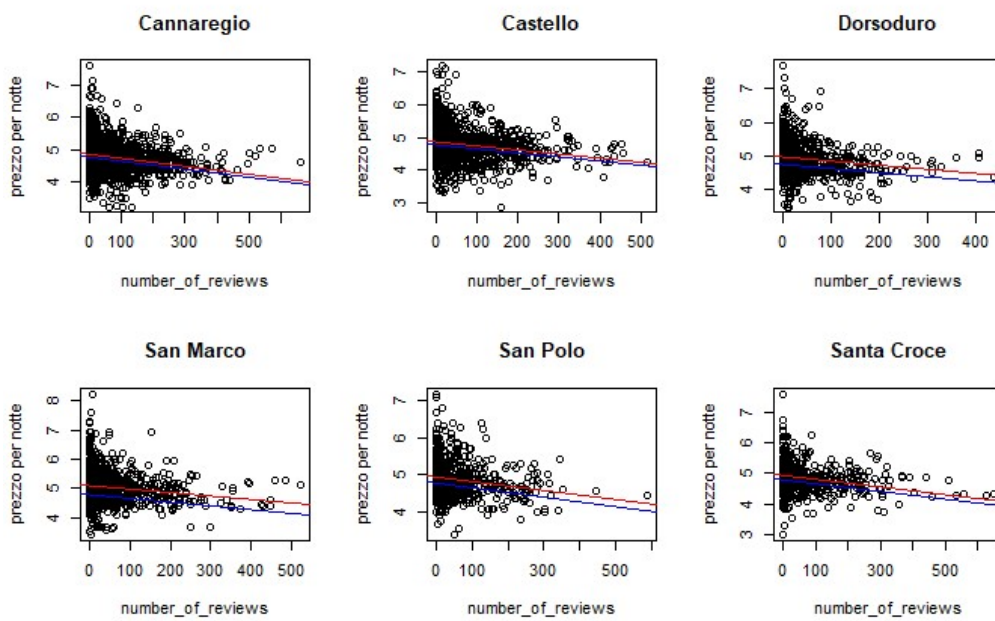 Cannaregio
prezzo per notte
4 5 6 7
0 100 300 500
number_of_reviews
Castello
prezzo per notte
3 4 5 6 7
0 100 200 300 400 500
number_of_reviews
Dorsoduro
prezzo per notte
4 5 6 7
0 100 200 300 400
number_of_reviews
San Marco
prezzo per notte
4 5 6 7 8
0 100 200 300 400 500
number_of_reviews
San Polo
prezzo per notte
4 5 6 7
0 100 300 500
number_of_reviews
Santa Croce
prezzo per notte
3 4 5 6 7
0 100 300 500
number_of_reviews